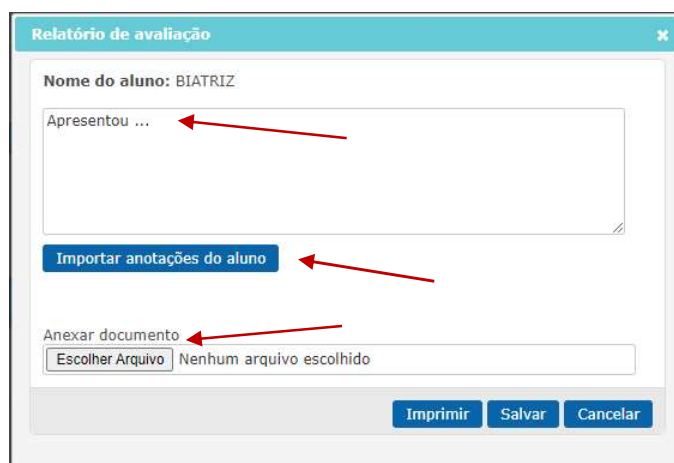 Relatório de avaliação
Nome do aluno: BIATRIZ
Apresentou ...
Importar anotações do aluno
Anexar documento
Escolher Arquivo Nenhum arquivo escolhido
Imprimir Salvar Cancelar